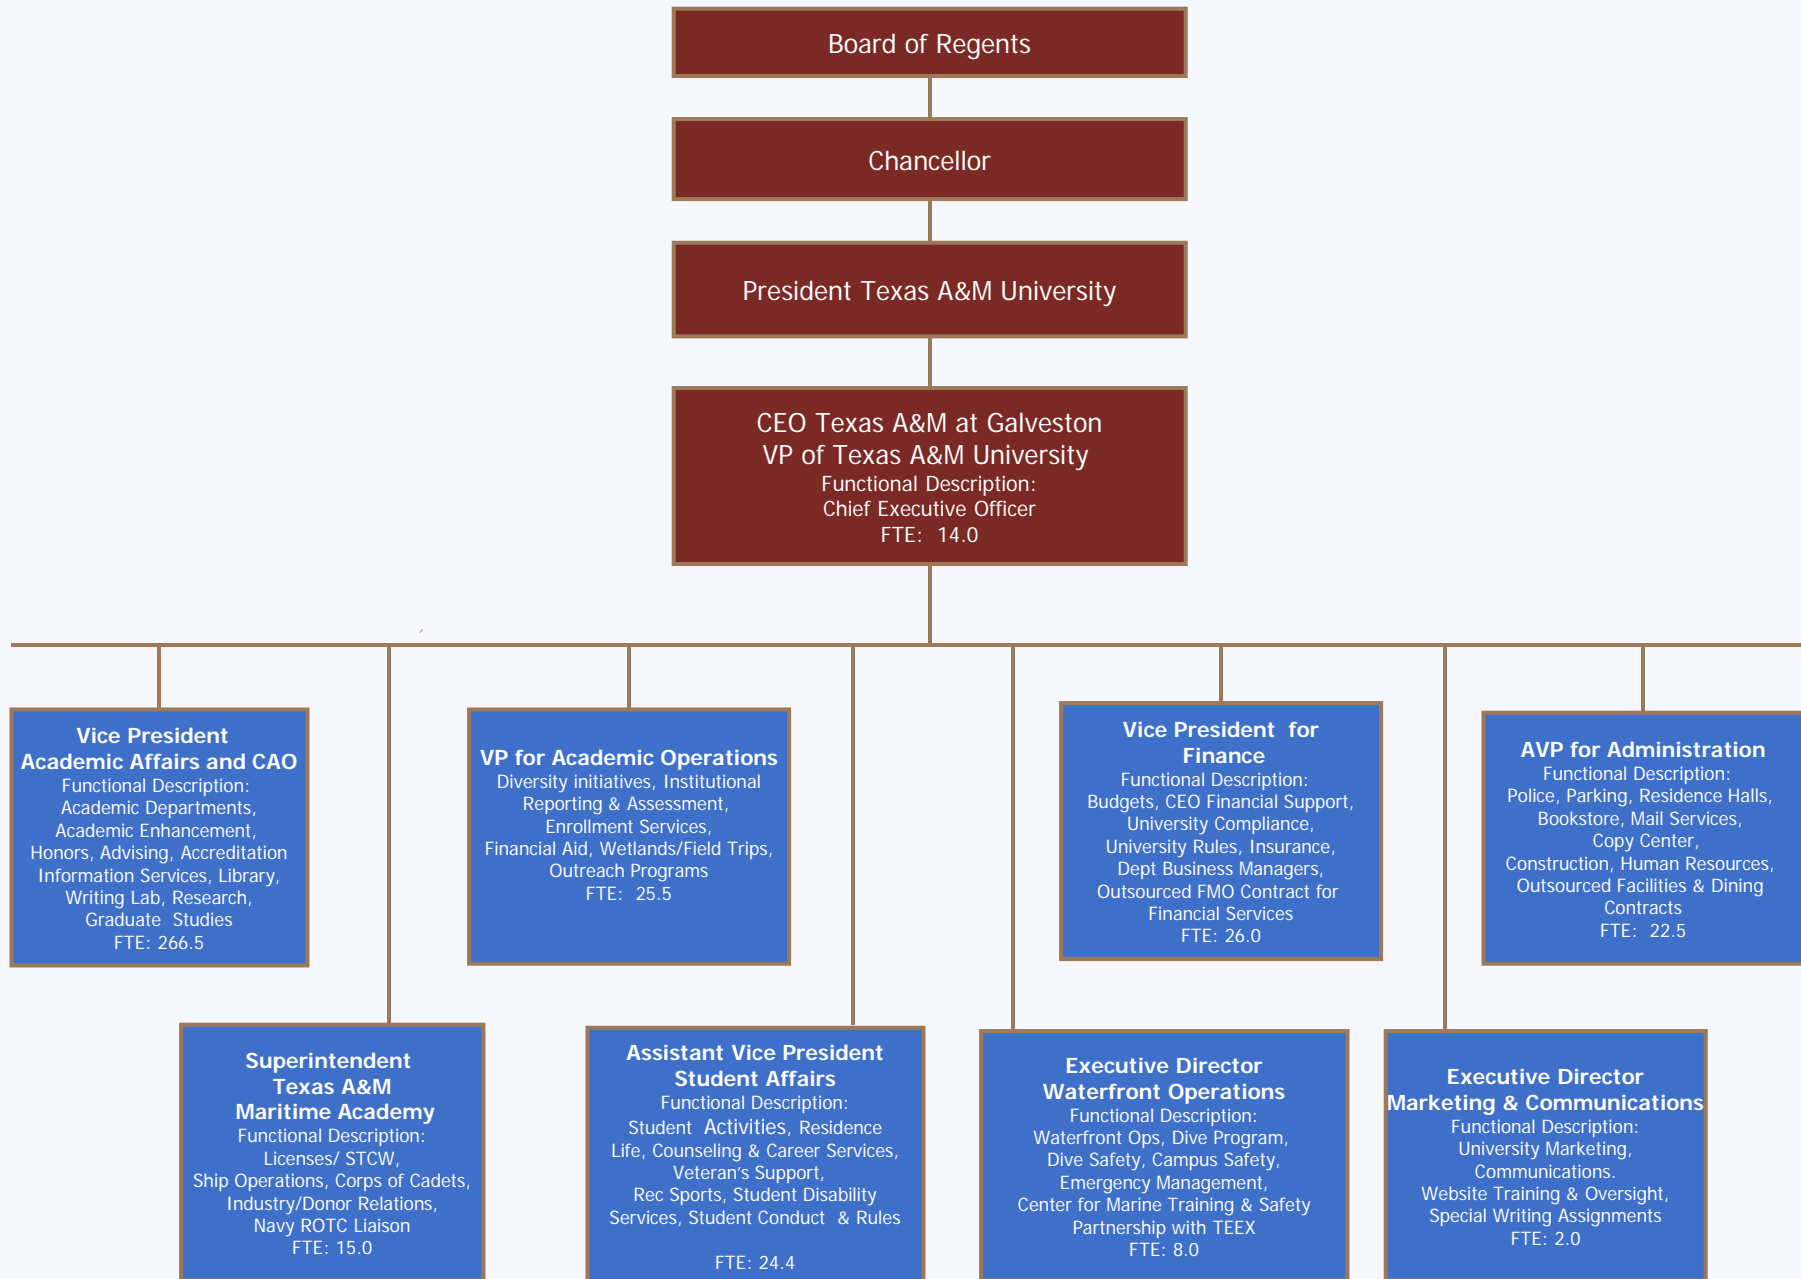 Board of Regents
Chancellor
President Texas A&M University
CEO Texas A&M at Galveston
VP of Texas A&M University
Functional Description:
Chief Executive Officer
FTE: 14.0
,
Vice President
Academic Affairs and CAO
Functional Description:
Academic Departments,
Academic Enhancement,
Honors, Advising, Accreditation
Information Services, Library,
Writing Lab, Research,
Graduate Studies
FTE: 266.5
VP for Academic Operations
Diversity initiatives, Institutional
Reporting & Assessment,
Enrollment Services,
Financial Aid, Wetlands/Field Trips,
Outreach Programs
FTE: 25.5
Vice President for
Finance
Functional Description:
Budgets, CEO Financial Support,
University Compliance,
University Rules, Insurance,
Dept Business Managers,
Outsourced FMO Contract for
Financial Services
FTE: 26.0
AVP for Administration
Functional Description:
Police, Parking, Residence Halls,
Bookstore, Mail Services,
Copy Center,
Construction, Human Resources,
Outsourced Facilities & Dining
Contracts
FTE: 22.5
Superintendent
Texas A&M
Maritime Academy
Functional Description:
Licenses/ STCW,
Ship Operations, Corps of Cadets,
Industry/Donor Relations,
Navy ROTC Liaison
FTE: 15.0
Assistant Vice President
Student Affairs
Functional Description:
Student Activities, Residence
Life, Counseling & Career Services,
Veteran's Support,
Rec Sports, Student Disability
Services, Student Conduct & Rules
FTE: 24.4
Executive Director
Waterfront Operations
Functional Description:
Waterfront Ops, Dive Program,
Dive Safety, Campus Safety,
Emergency Management,
Center for Marine Training & Safety
Partnership with TEEX
FTE: 8.0
Executive Director
Marketing & Communications
Functional Description:
University Marketing,
Communications.
Website Training & Oversight,
Special Writing Assignments
FTE: 2.0